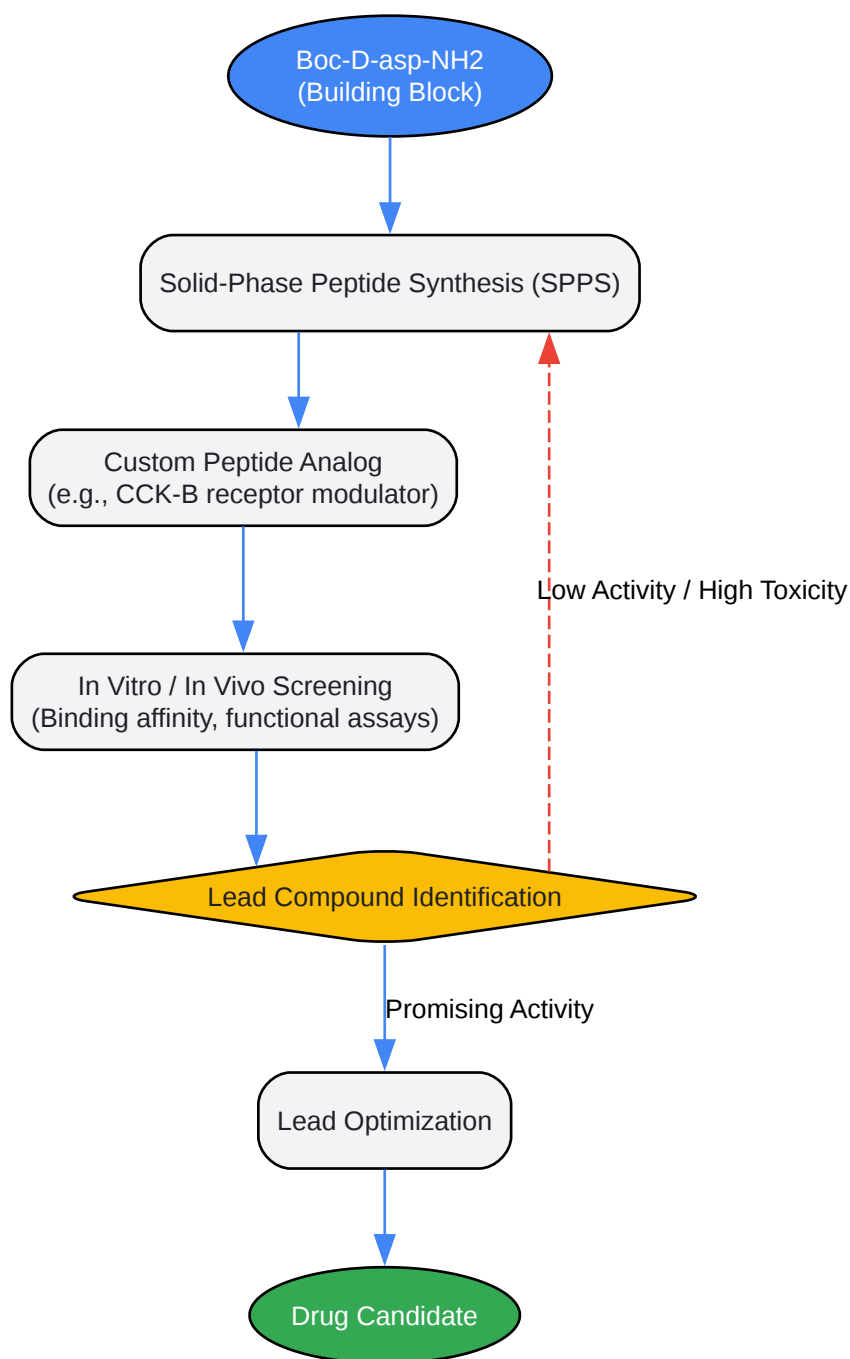 Boc-D-asp-NH2
(Building Block)
Solid-Phase Peptide Synthesis (SPPS)
Custom Peptide Analog
(e.g., CCK-B receptor modulator)
Low Activity / High Toxicity
In Vitro / In Vivo Screening
(Binding affinity, functional assays)
Lead Compound Identification
Promising Activity
Lead Optimization
Drug Candidate